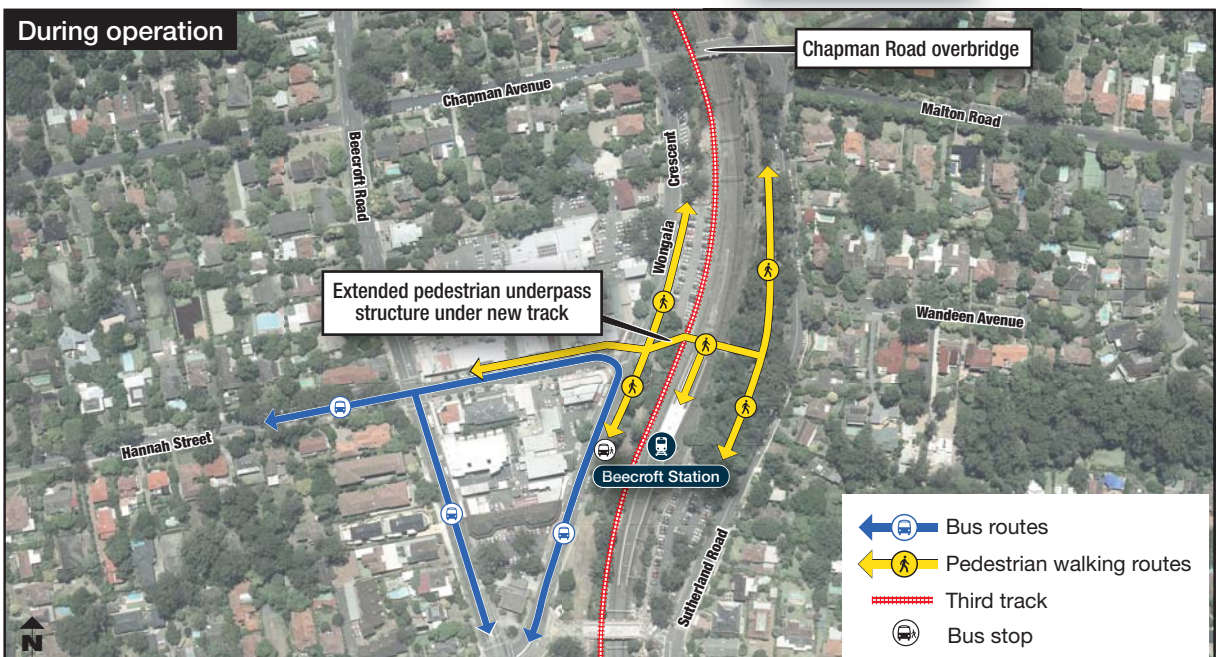 During operation
Chapman Road overbridge
Chapman Avenue
Malton Road
Beecroft Road
Crescent
Wongala
Extended pedestrian underpass
structure under new track
Wandeen Avenue
Hannah Street
Beecroft Station
Sutherland Road
Bus routes
Pedestrian walking routes
Third track
Bus stop
N